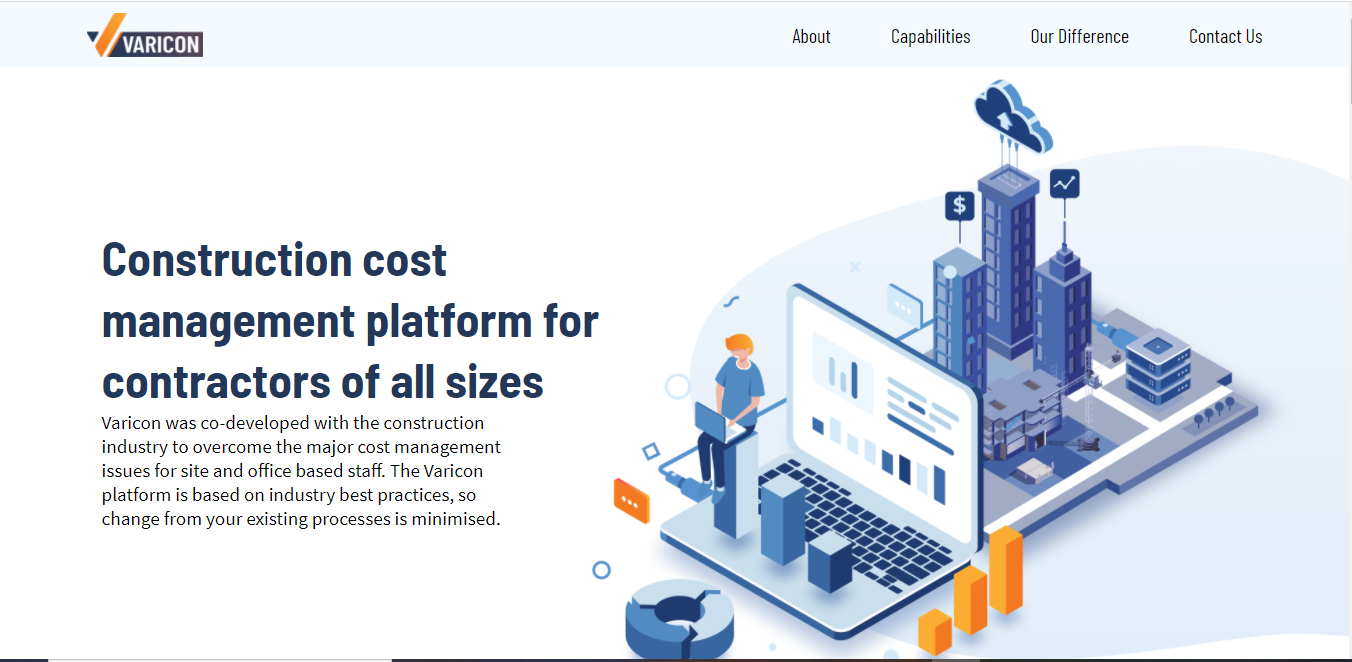 VARICON
About
Capabilities
Our Difference
Contact Us
$
Construction cost
management platform for
contractors of all sizes
Varicon was co-developed with the construction
industry to overcome the major cost management
issues for site and office based staff. The Varicon
platform is based on industry best practices, so
change from your existing processes is minimised.